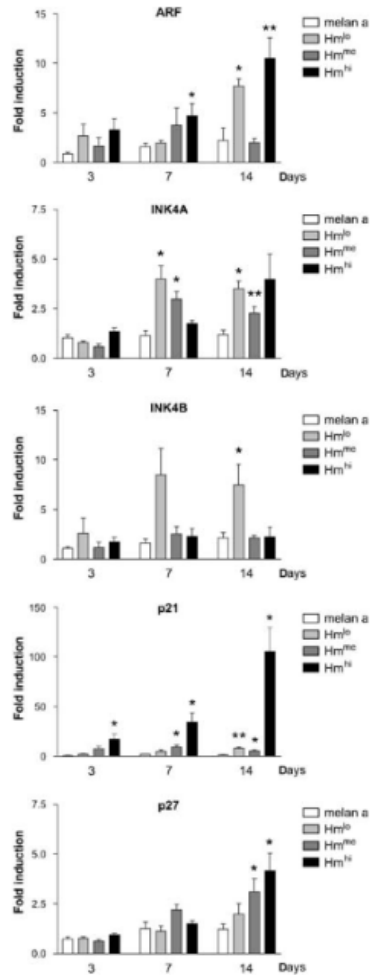 ARF
Fold induction
10
5
0
* * ** 
3 7 14 Days
melan a
Hm^lo
Hm^me
Hm^hi
INK4A
Fold induction
7.5
5.0
2.5
0.0
* * * **
3 7 14 Days
melan a
Hm^lo
Hm^me
Hm^hi
INK4B
Fold induction
15
10
5
0
*
3 7 14 Days
melan a
Hm^lo
Hm^me
Hm^hi
p21
Fold induction
150
100
50
0
* * * ** * *
3 7 14 Days
melan a
Hm^lo
Hm^me
Hm^hi
p27
Fold induction
7.5
5.0
2.5
0.0
* *
3 7 14 Days
melan a
Hm^lo
Hm^me
Hm^hi